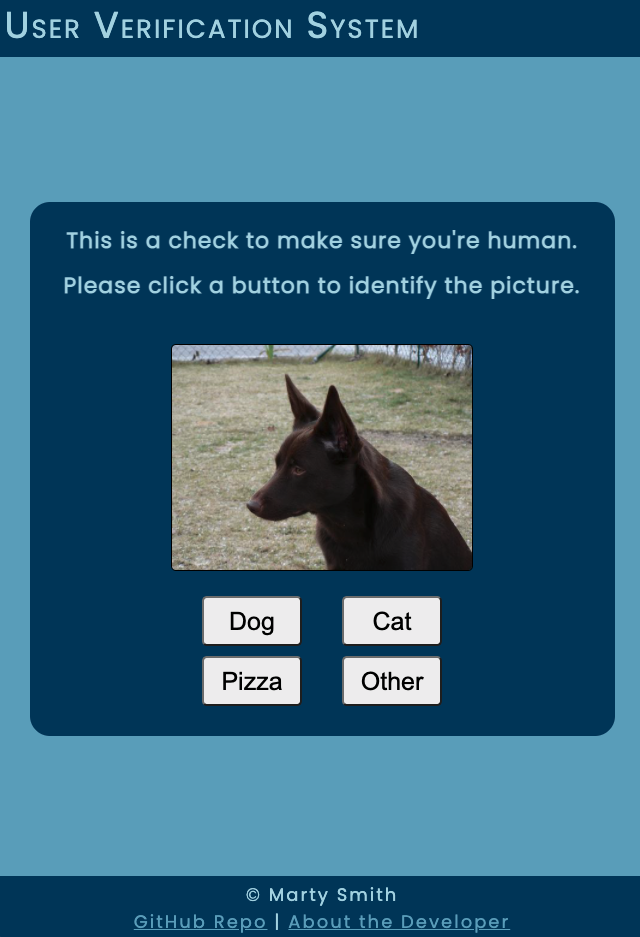 User Verification System
This is a check to make sure you're human.
Please click a button to identify the picture.
Dog Cat
Pizza Other
© Marty Smith
GitHub Repo | About the Developer